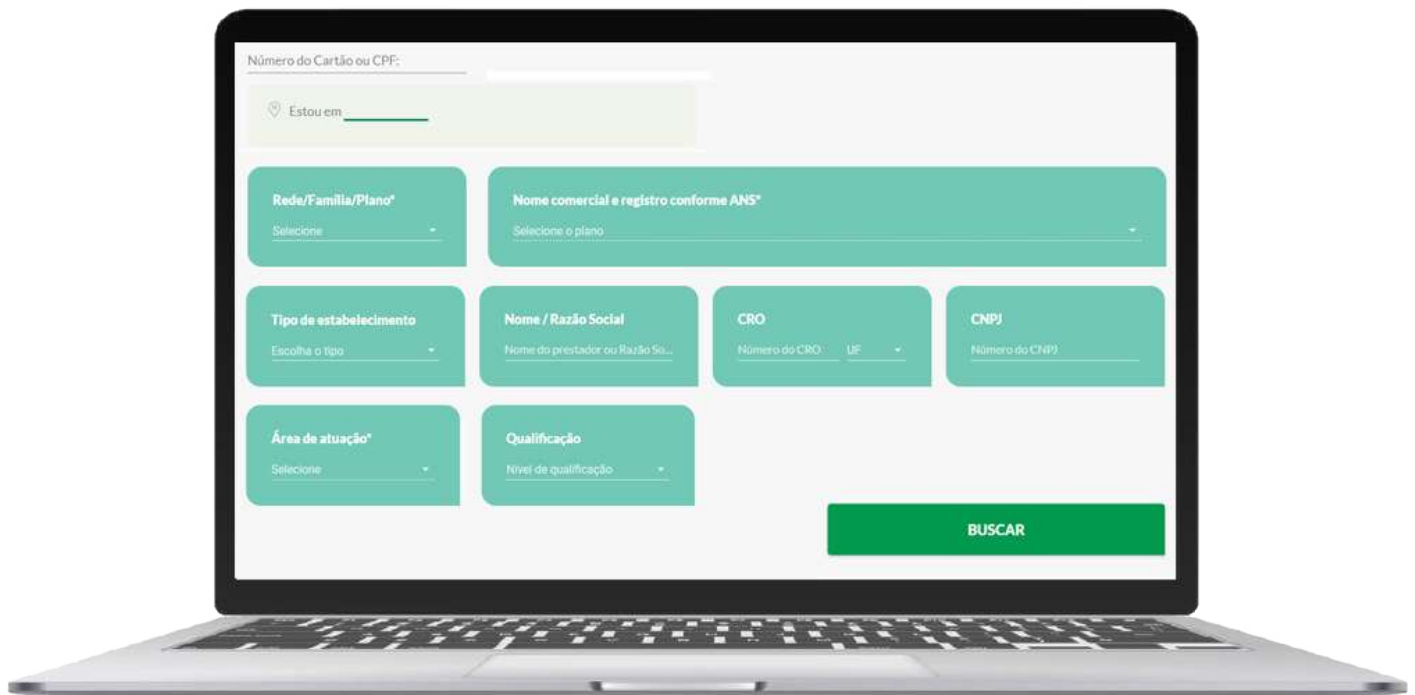 Número do Cartão ou CPF:
Estou em
Rede/Família/Plano*
Selecione
Nome comercial e registro conforme ANS*
Selecione o plano
Tipo de estabelecimento
Escolha o tipo
Nome / Razão Social
Nome do prestador ou Razão So...
CRO
Número do CRO UF
CNPJ
Número do CNPJ
Área de atuação*
Selecione
Qualificação
Nível de qualificação
BUSCAR